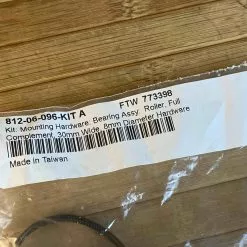 812-06-096-KIT A FTW 773398
Kit: Mounting Hardware, Bearing Assy, Roller, Full
Complement, 30mm Wide, 8mm Diameter Hardware
Made in Taiwan